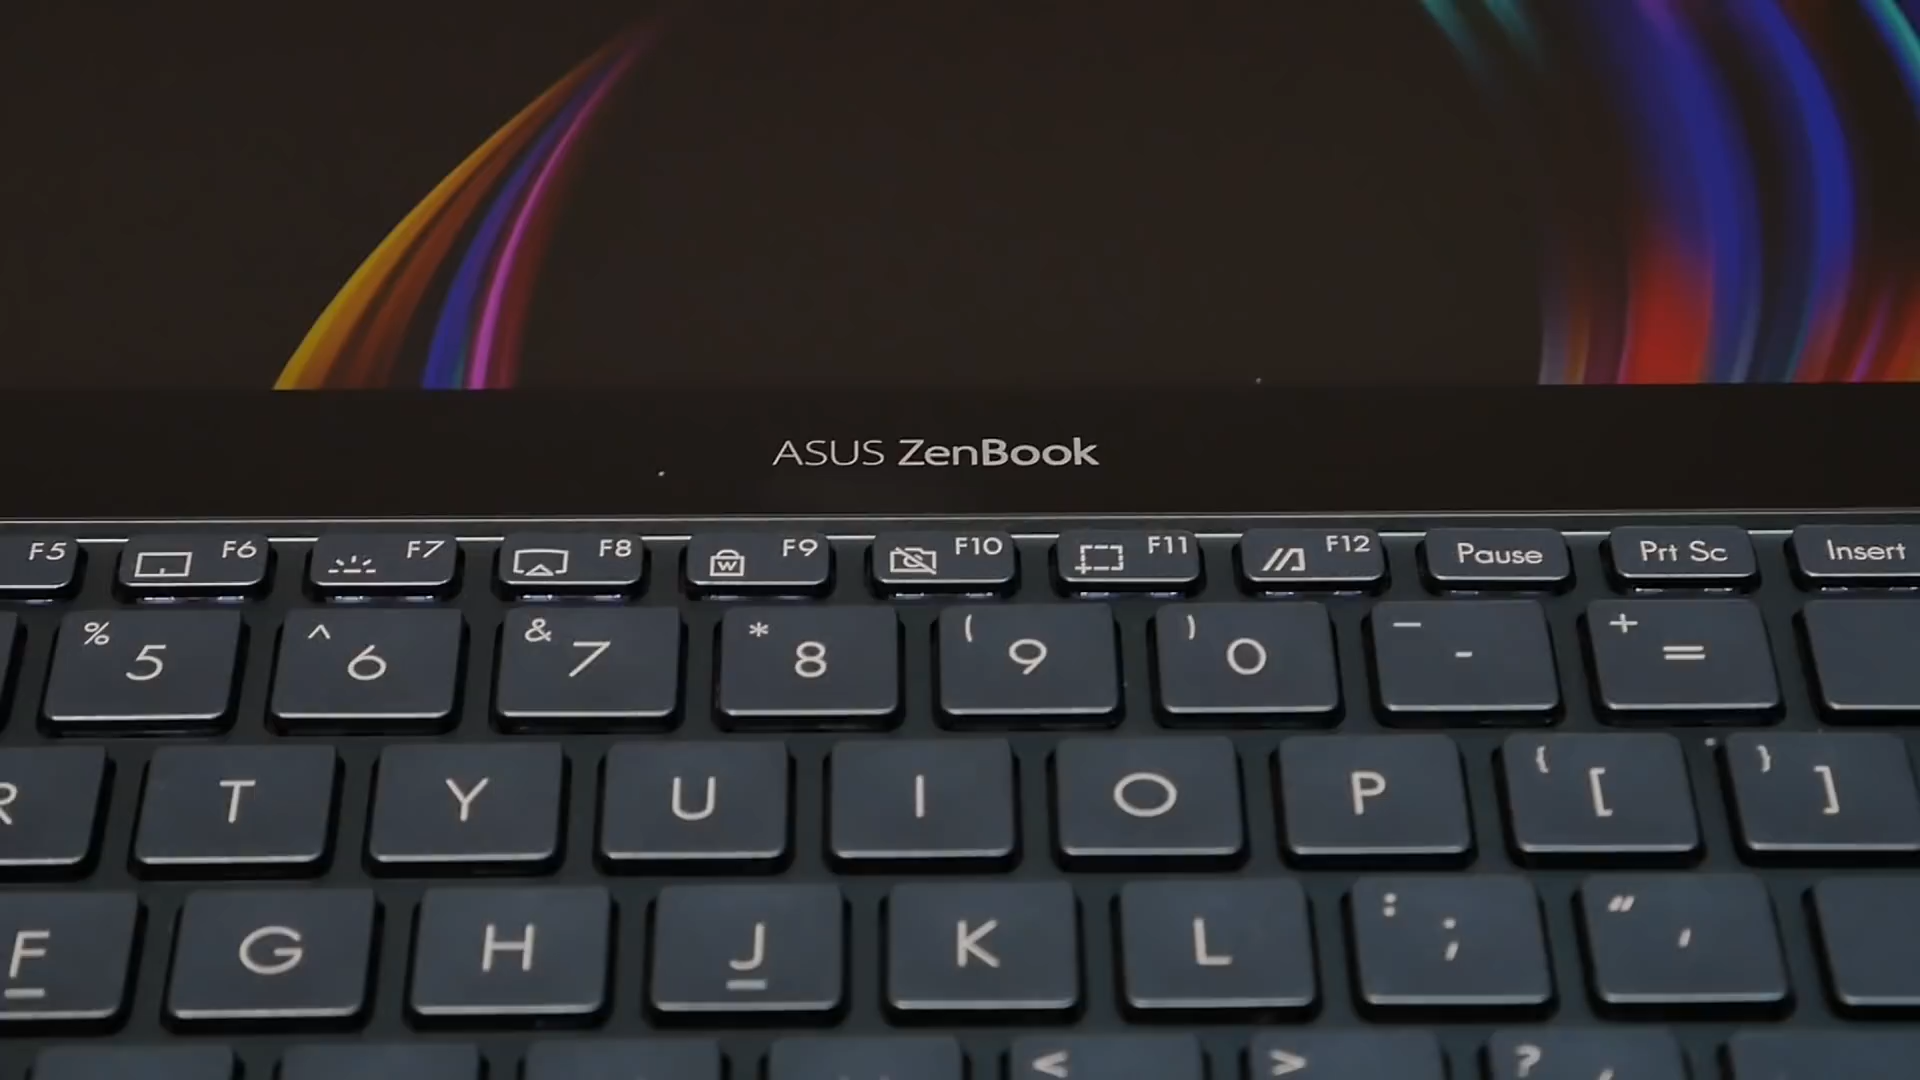 ASUS ZenBook
F5 F6 F7 F8 F9 F10 F11 F12 Pause Prt Sc Insert
W
% 5 ^ 6 & 7 * 8 ( 9 ) 0 _ - + =
R T Y U I O P { [ } ]
F G H J K L : ; " '
< > ?